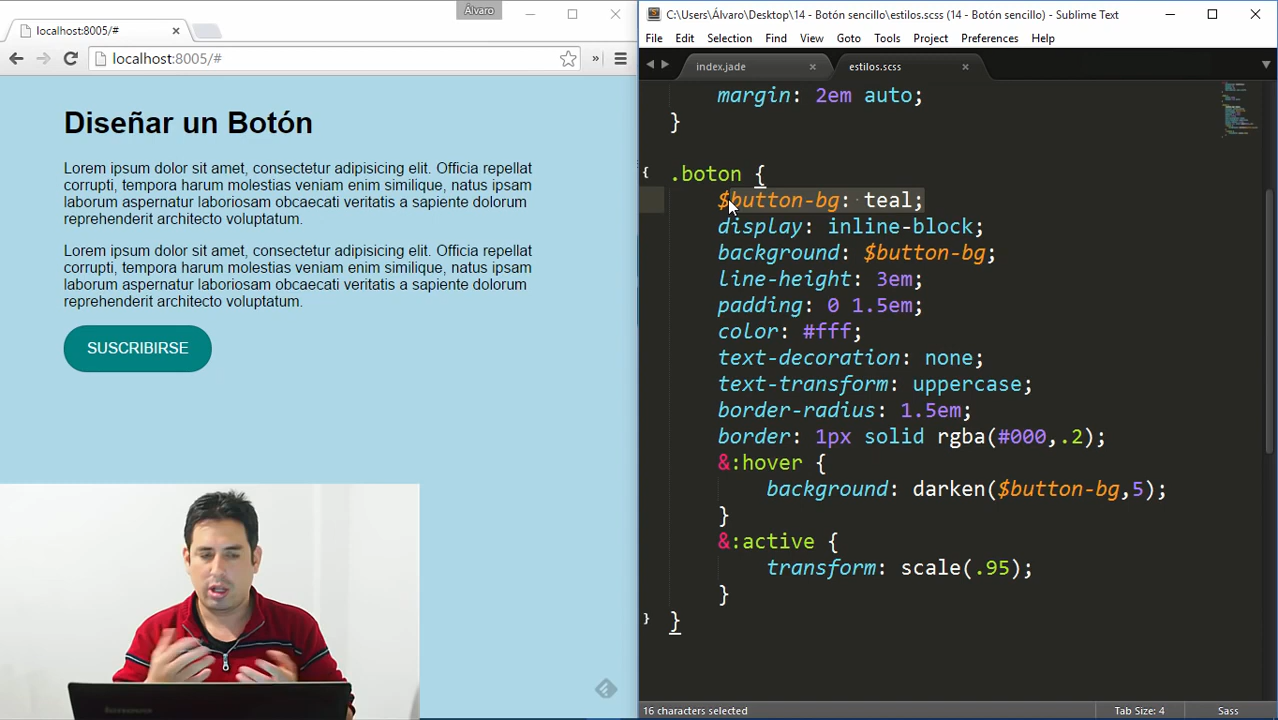 Álvaro
localhost:8005/#
localhost:8005/#
»
Diseñar un Botón
Lorem ipsum dolor sit amet, consectetur adipisicing elit. Officia repellat
corrupti, tempora harum molestias veniam enim similique, natus ipsam
laborum aspernatur laboriosam obcaecati veritatis a sapiente dolorum
reprehenderit architecto voluptatum.
Lorem ipsum dolor sit amet, consectetur adipisicing elit. Officia repellat
corrupti, tempora harum molestias veniam enim similique, natus ipsam
laborum aspernatur laboriosam obcaecati veritatis a sapiente dolorum
reprehenderit architecto voluptatum.
SUSCRIBIRSE
C:\Users\Álvaro\Desktop\14 - Botón sencillo\estilos.scss (14 - Botón sencillo) - Sublime Text
File Edit Selection Find View Goto Tools Project Preferences Help
index.jade estilos.scss
margin: 2em auto;
}
.boton {
$button-bg: teal;
display: inline-block;
background: $button-bg;
line-height: 3em;
padding: 0 1.5em;
color: #fff;
text-decoration: none;
text-transform: uppercase;
border-radius: 1.5em;
border: 1px solid rgba(#000,.2);
&:hover {
background: darken($button-bg,5);
}
&:active {
transform: scale(.95);
}
}
16 characters selected Tab Size: 4 Sass